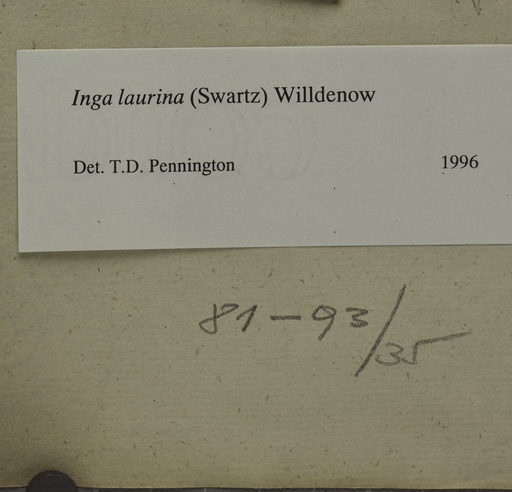 Inga laurina (Swartz) Willdenow
Det. T.D. Pennington 1996
81-93/35